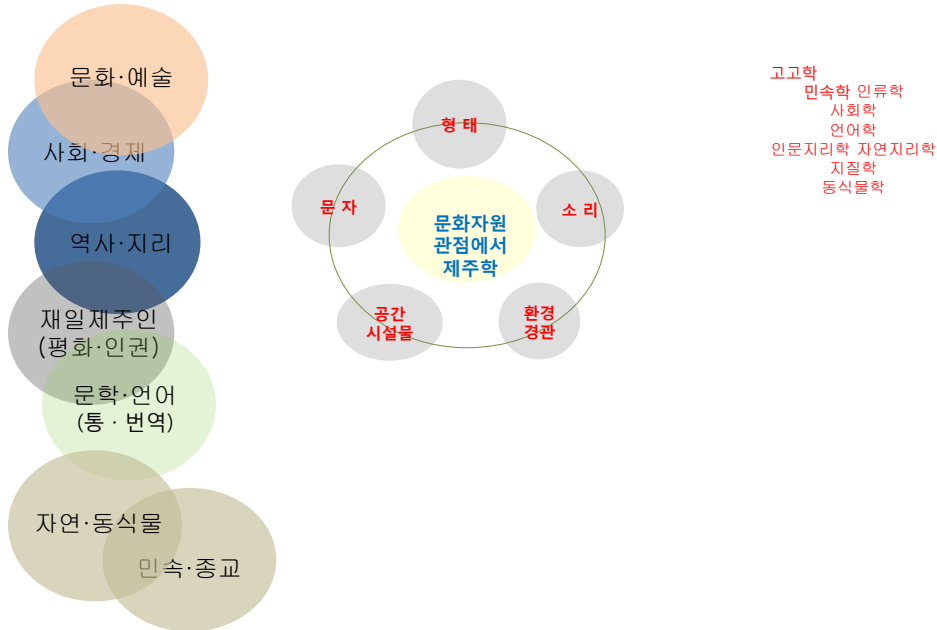 문화·예술
사회·경제
역사·지리
재일제주인
(평화·인권)
문학·언어
(통 · 번역)
자연·동식물
민속·종교
형 태
문 자
소 리
문화자원
관점에서
제주학
공간
시설물
환경
경관
고고학
민속학 인류학
사회학
언어학
인문지리학 자연지리학
지질학
동식물학